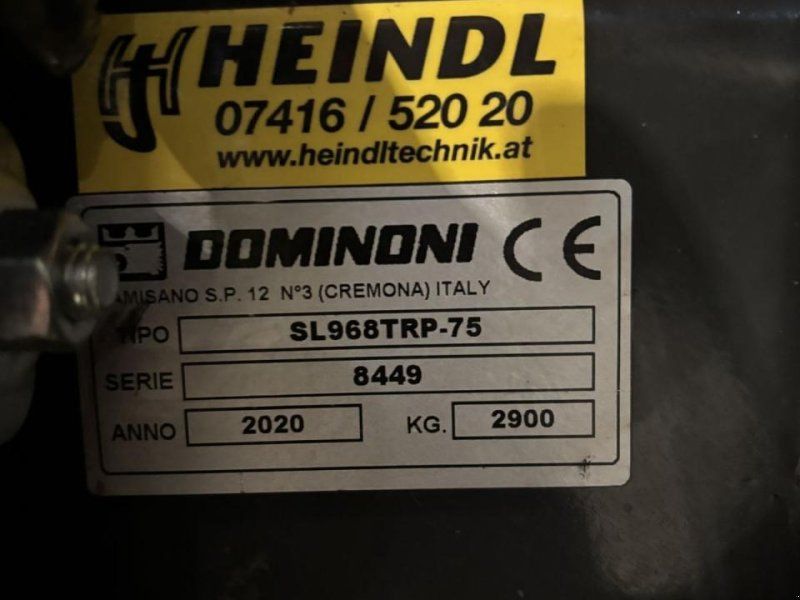 HEINDL
07416 / 520 20
www.heindltechnik.at
DOMINONI CE
S.P. 12 N°3 (CREMONA) ITALY
SL968TRP-75
SERIE 8449
ANNO 2020 KG. 2900